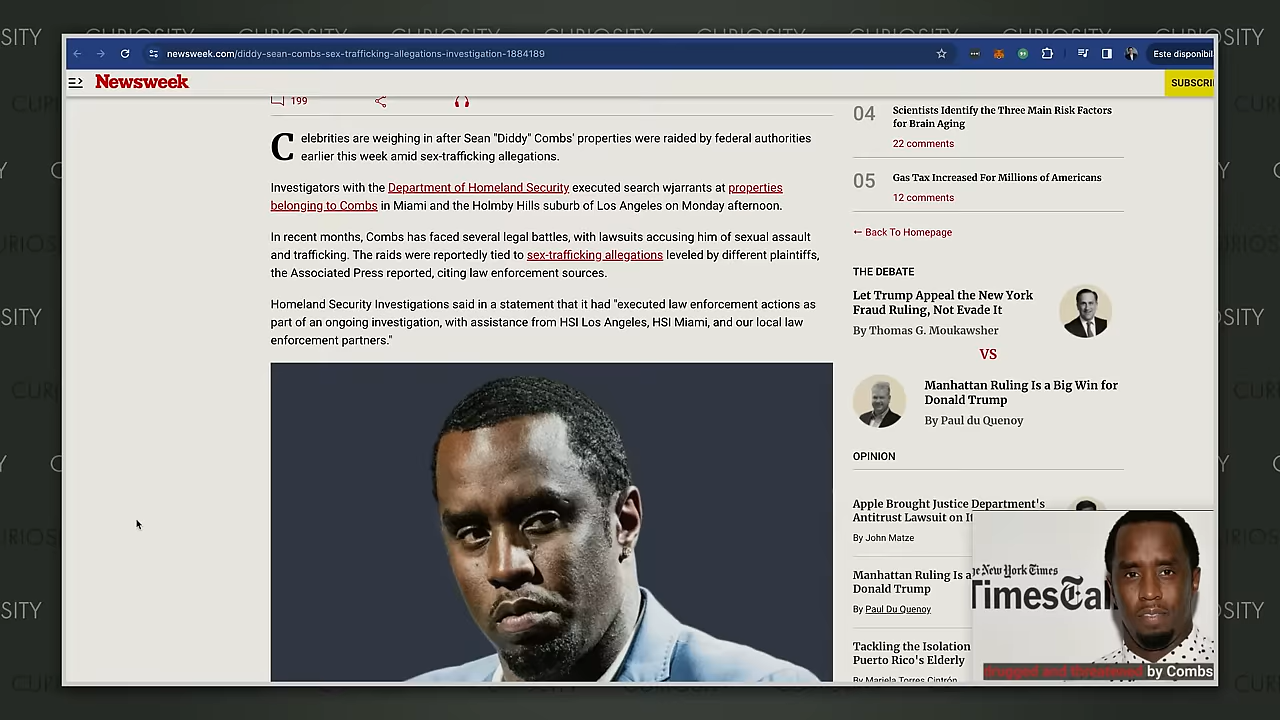 newsweek.com/diddy-sean-combs-sex-trafficking-allegations-investigation-1884189
Este disponibil
Newsweek
SUBSCRI
199
Celebrities are weighing in after Sean "Diddy" Combs' properties were raided by federal authorities
earlier this week amid sex-trafficking allegations.
Investigators with the Department of Homeland Security executed search wjarrants at properties
belonging to Combs in Miami and the Holmby Hills suburb of Los Angeles on Monday afternoon.
In recent months, Combs has faced several legal battles, with lawsuits accusing him of sexual assault
and trafficking. The raids were reportedly tied to sex-trafficking allegations leveled by different plaintiffs,
the Associated Press reported, citing law enforcement sources.
Homeland Security Investigations said in a statement that it had "executed law enforcement actions as
part of an ongoing investigation, with assistance from HSI Los Angeles, HSI Miami, and our local law
enforcement partners."
04
Scientists Identify the Three Main Risk Factors
for Brain Aging
22 comments
05
Gas Tax Increased For Millions of Americans
12 comments
← Back To Homepage
THE DEBATE
Let Trump Appeal the New York
Fraud Ruling, Not Evade It
By Thomas G. Moukawsher
VS
Manhattan Ruling Is a Big Win for
Donald Trump
By Paul du Quenoy
OPINION
Apple Brought Justice Department's
Antitrust Lawsuit on It
By John Matze
Manhattan Ruling Is a
Donald Trump
By Paul Du Quenoy
Tackling the Isolation
Puerto Rico's Elderly
By Mariela Torres Cintrón
he New York Times
TimesTal
drugged and threatened by Combs
CURIOSITY
CURIOSITY
CURIOSITY
CURIOSITY
CURIOSITY